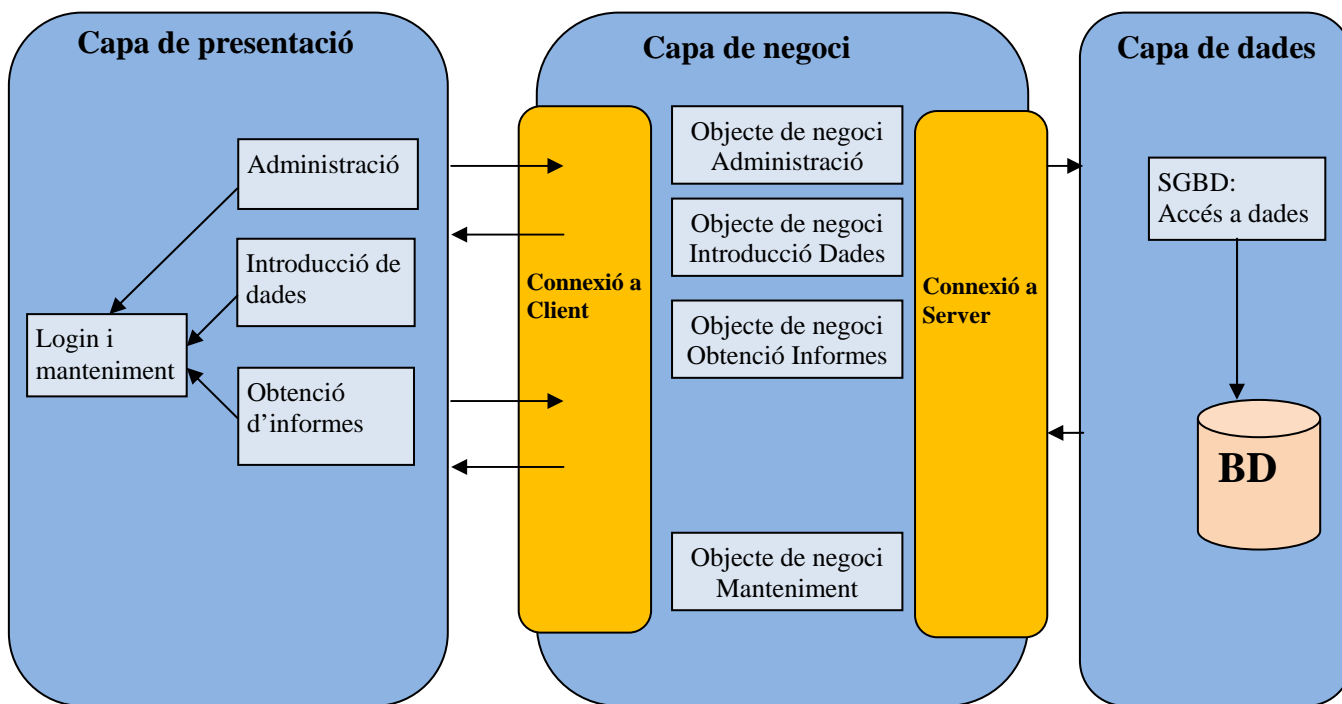 Capa de presentació
Administració
Introducció de
dades
Login i
manteniment
Obtenció
d’informes
Capa de negoci
Connexió a
Client
Objecte de negoci
Administració
Objecte de negoci
Introducció Dades
Objecte de negoci
Obtenció Informes
Objecte de negoci
Manteniment
Connexió a
Server
Capa de dades
SGBD:
Accés a dades
BD